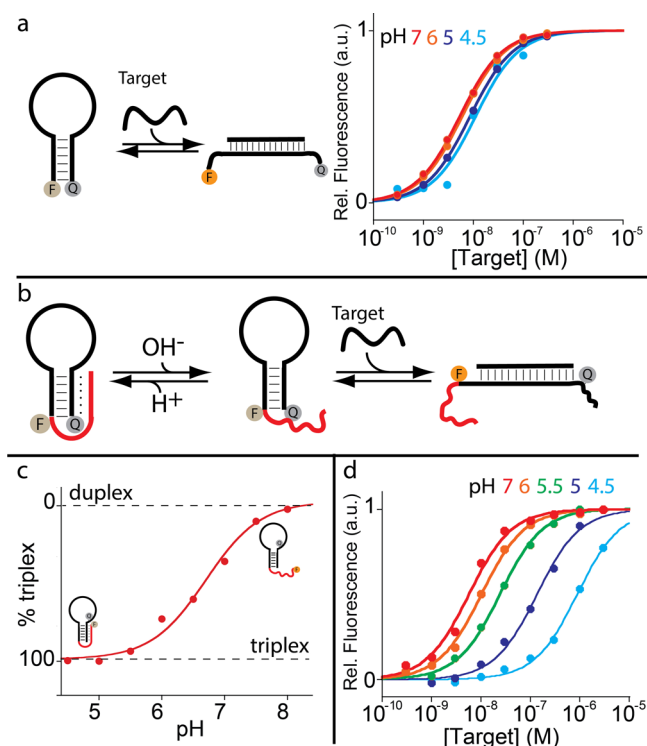 a
Target
F Q
F
Q
pH 7 6 5 4.5
Rel. Fluorescence (a.u.)
1
0
10⁻¹⁰ 10⁻⁹ 10⁻⁸ 10⁻⁷ 10⁻⁶ 10⁻⁵
[Target] (M)
b
OH⁻
H⁺
Target
F Q
F Q
F Q
c
0
duplex
% triplex
triplex
100
Q
F
Q
F
5 6 7 8
pH
d
pH 7 6 5.5 5 4.5
Rel. Fluorescence (a.u.)
1
0
10⁻¹⁰ 10⁻⁹ 10⁻⁸ 10⁻⁷ 10⁻⁶ 10⁻⁵
[Target] (M)